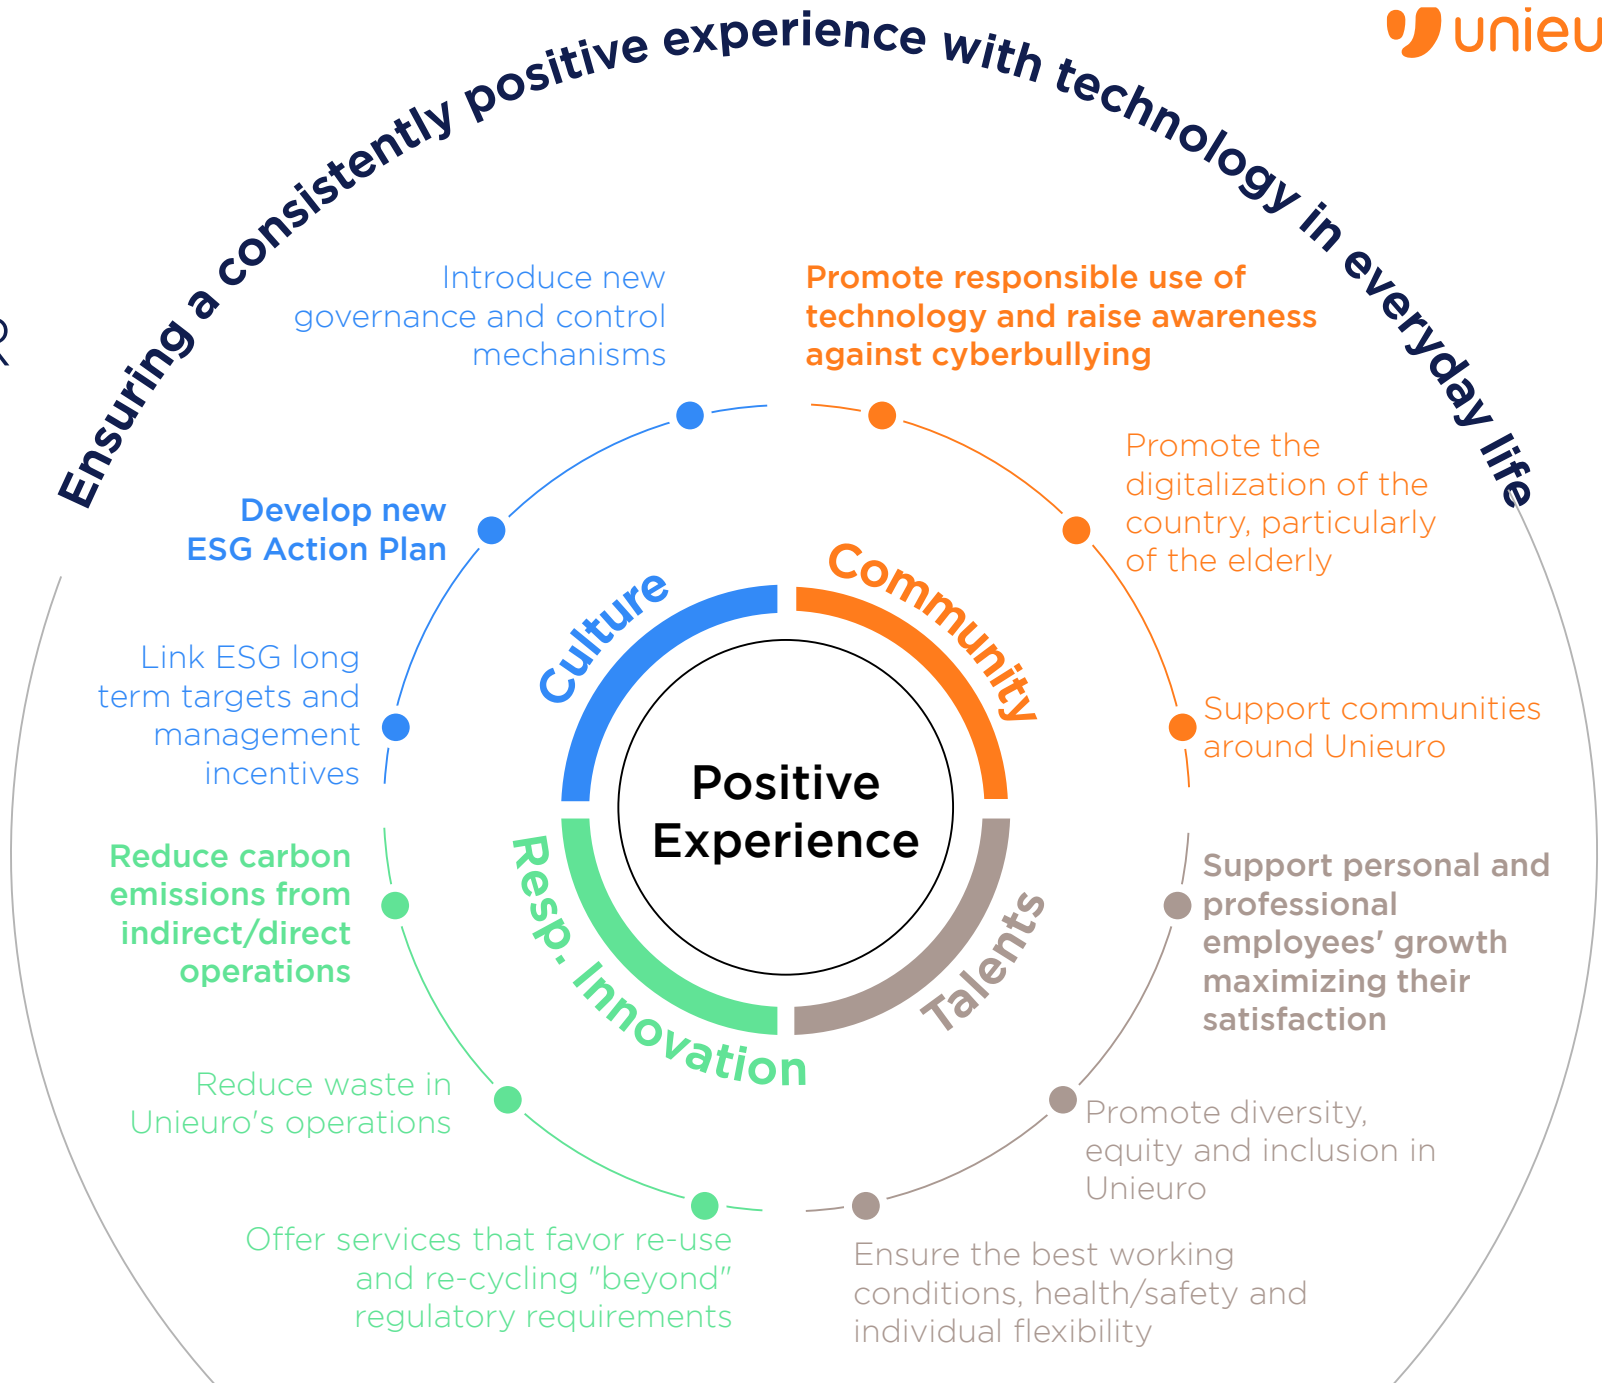 Ensuring a consistently positive experience with technology in everyday life
unieu
Introduce new
governance and control
mechanisms
Promote responsible use of
technology and raise awareness
against cyberbullying
Develop new
ESG Action Plan
Promote the
digitalization of the
country, particularly
of the elderly
Link ESG long
term targets and
management
incentives
Support communities
around Unieuro
Culture
Community
Positive
Experience
Resp. Innovation
Talents
Reduce carbon
emissions from
indirect/direct
operations
Support personal and
professional
employees' growth
maximizing their
satisfaction
Reduce waste in
Unieuro's operations
Promote diversity,
equity and inclusion in
Unieuro
Offer services that favor re-use
and re-cycling "beyond"
regulatory requirements
Ensure the best working
conditions, health/safety and
individual flexibility